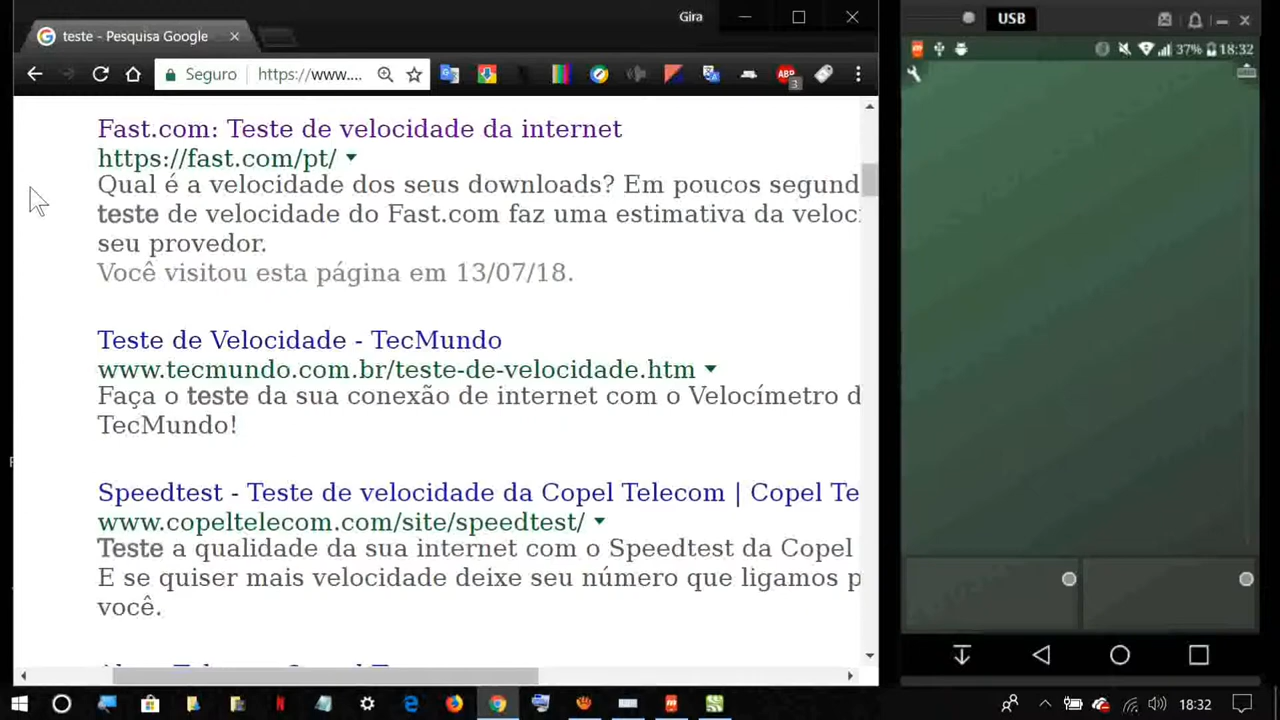 Gira
teste - Pesquisa Google
Seguro
https://www....
ABP
3
Fast.com: Teste de velocidade da internet
https://fast.com/pt/
Qual é a velocidade dos seus downloads? Em poucos segund
teste de velocidade do Fast.com faz uma estimativa da veloci
seu provedor.
Você visitou esta página em 13/07/18.
Teste de Velocidade - TecMundo
www.tecmundo.com.br/teste-de-velocidade.htm
Faça o teste da sua conexão de internet com o Velocímetro d
TecMundo!
Speedtest - Teste de velocidade da Copel Telecom | Copel Te
www.copeltelecom.com/site/speedtest/
Teste a qualidade da sua internet com o Speedtest da Copel
E se quiser mais velocidade deixe seu número que ligamos p
você.
18:32
USB
37%
18:32